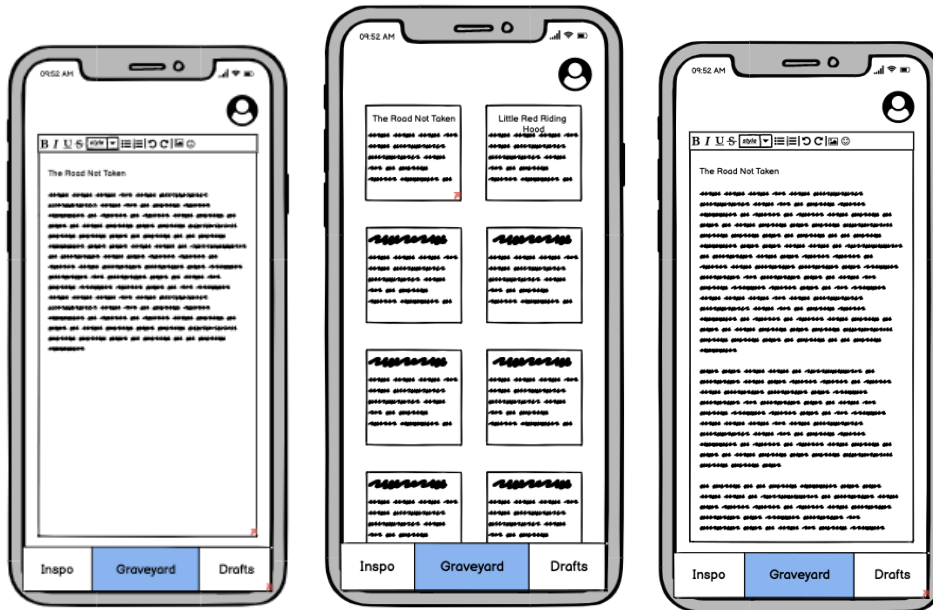 09:52 AM
B I U S style
The Road Not Taken
Inspo
Graveyard
Drafts
09:52 AM
The Road Not Taken
Little Red Riding
Hood
Inspo
Graveyard
Drafts
09:52 AM
B I U S style
The Road Not Taken
Inspo
Graveyard
Drafts